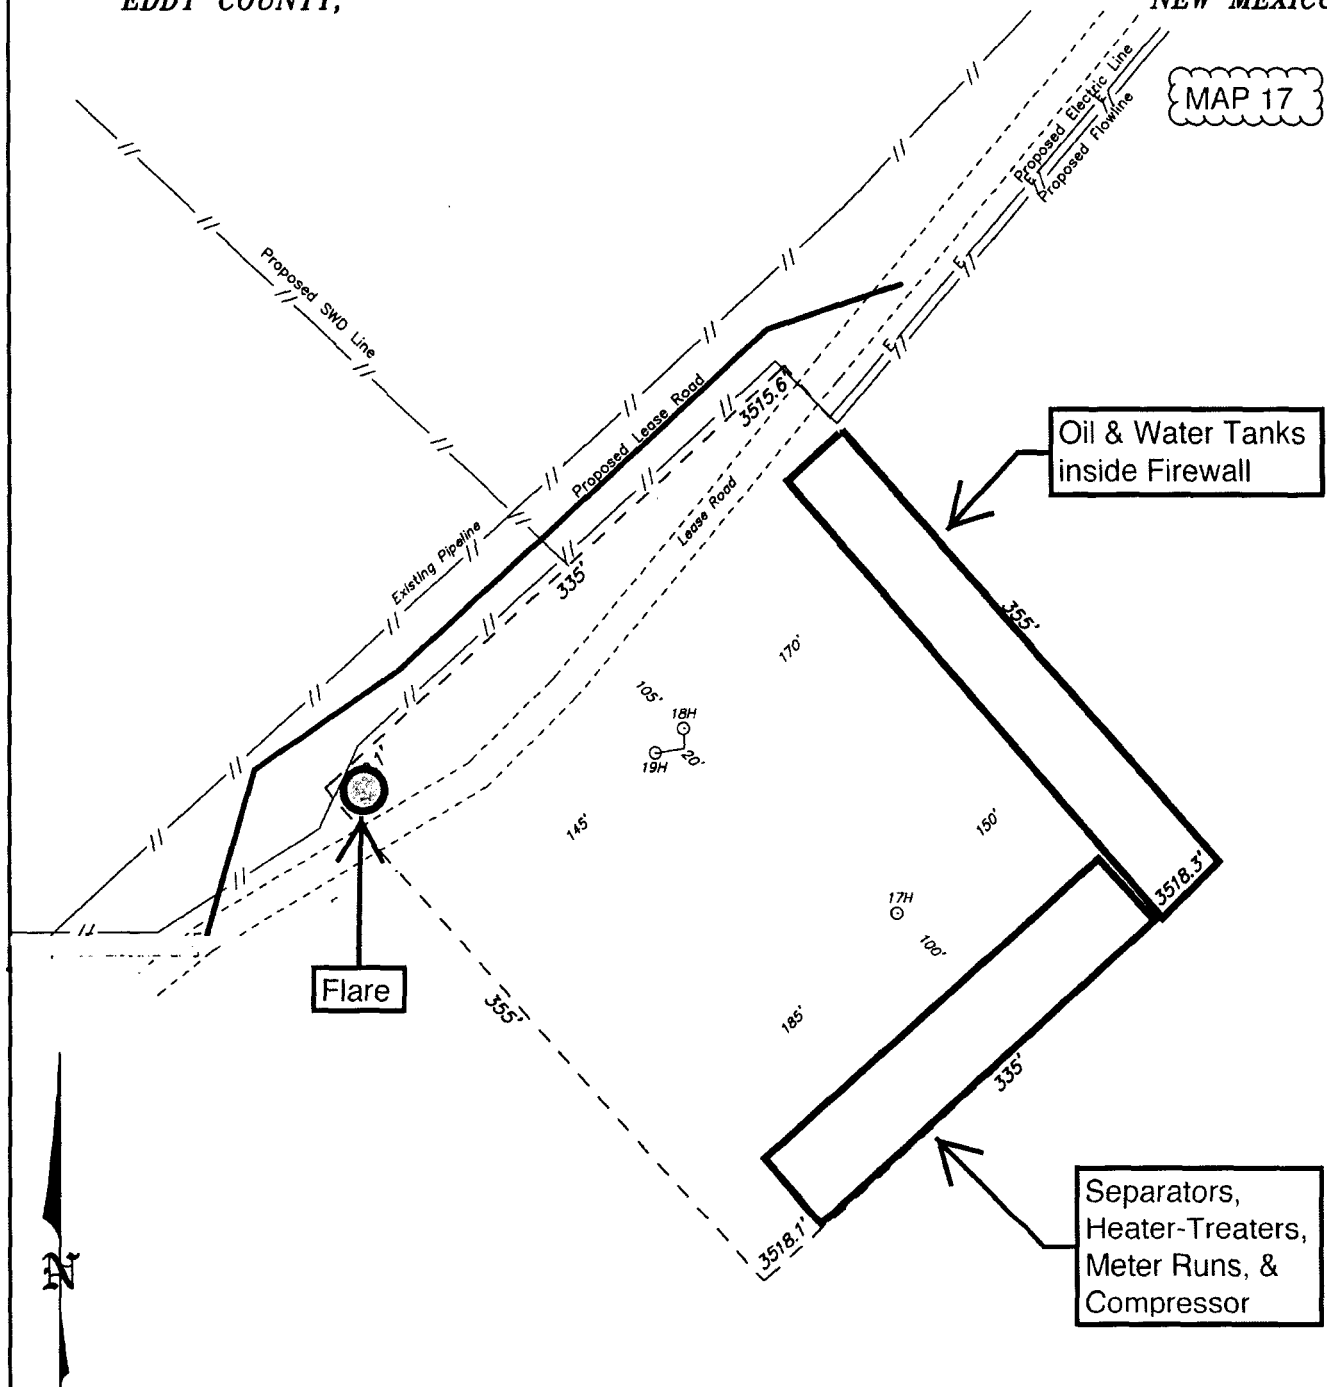 EDDY COUNTY,
NEW MEXICO
MAP 17
Proposed Electric Line
Proposed Flowline
E
E
E
E
Proposed SWD Line
3515.6'
Proposed Lease Road
Oil & Water Tanks
inside Firewall
Lease Road
Existing Pipeline
335'
355'
170'
105'
18H
19H
20'
145'
150'
3518.3'
17H
100'
Flare
355'
185'
335'
3518.1'
Separators,
Heater-Treaters,
Meter Runs, &
Compressor
N